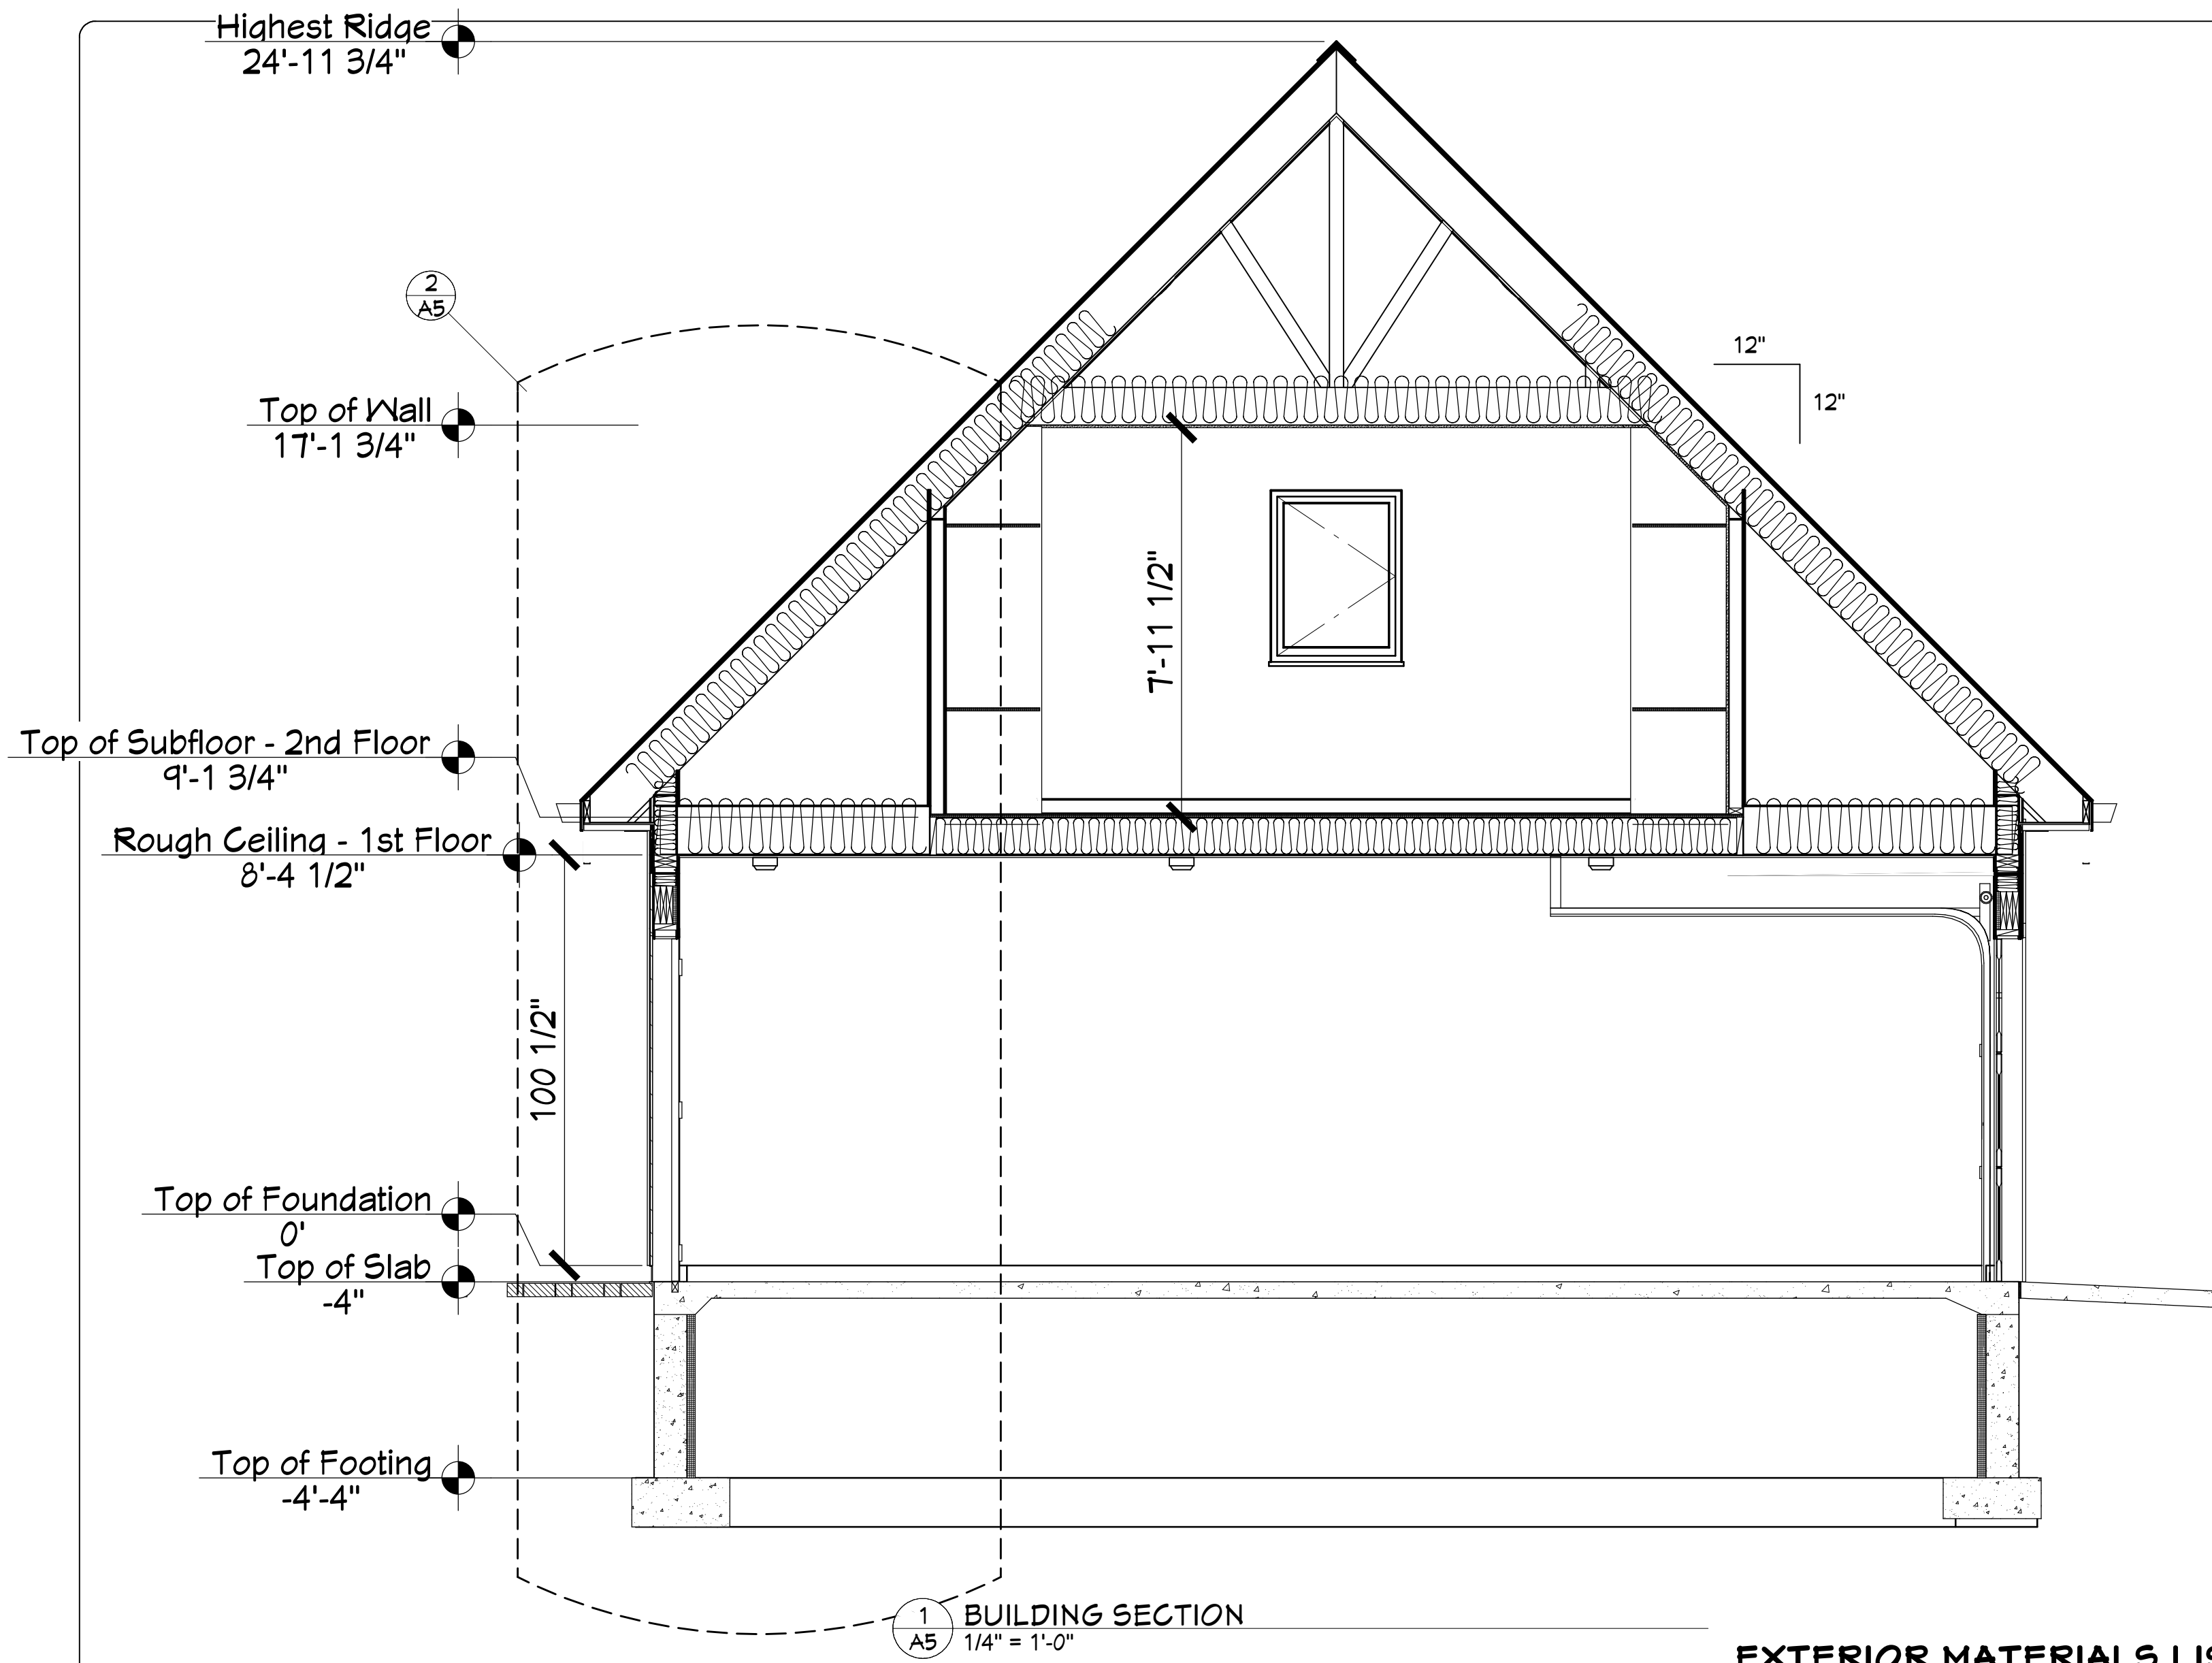 Highest Ridge
24'-11 3/4"
2
A5
12"
12"
Top of Wall
17'-1 3/4"
7'-11 1/2"
Top of Subfloor - 2nd Floor
9'-1 3/4"
Rough Ceiling - 1st Floor
8'-4 1/2"
100 1/2"
Top of Foundation
0'
Top of Slab
-4"
Top of Footing
-4'-4"
1
A5
BUILDING SECTION
1/4" = 1'-0"
EXTERIOR MATERIALS